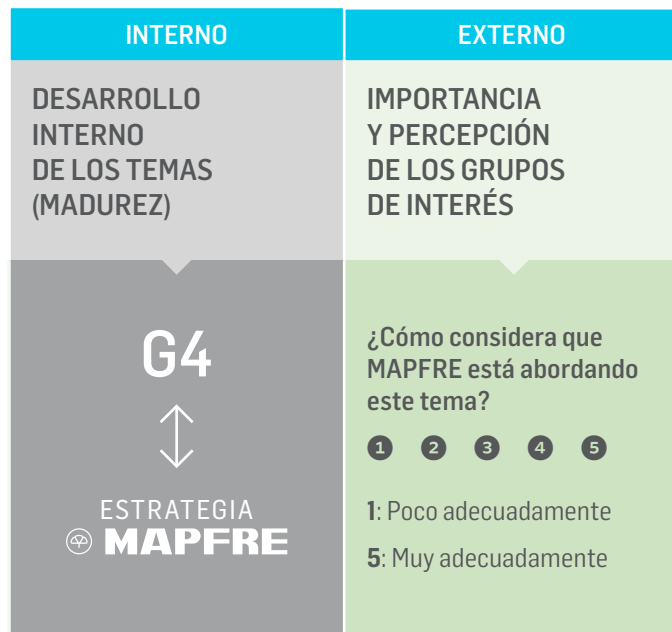 INTERNO
DESARROLLO
INTERNO
DE LOS TEMAS
(MADUREZ)
G4
ESTRATEGIA
MAPFRE
EXTERNO
IMPORTANCIA
Y PERCEPCIÓN
DE LOS GRUPOS
DE INTERÉS
¿Cómo considera que
MAPFRE está abordando
este tema?
1 2 3 4 5
1: Poco adecuadamente
5: Muy adecuadamente